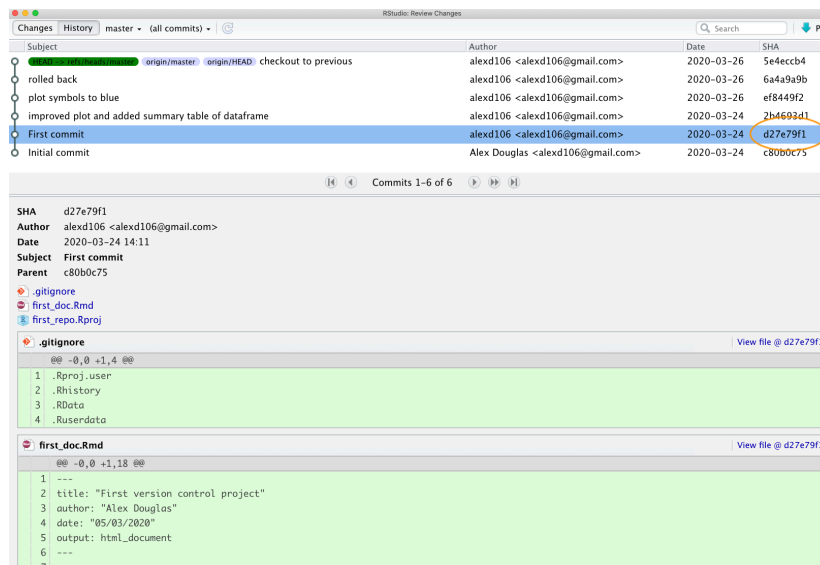 RStudio: Review Changes
Changes History master (all commits) Search
Subject Author Date SHA
HEAD -> refs/heads/master origin/master origin/HEAD checkout to previous alexd106 <alexd106@gmail.com> 2020-03-26 5e4eccb4
rolled back alexd106 <alexd106@gmail.com> 2020-03-26 6a4a9a9b
plot symbols to blue alexd106 <alexd106@gmail.com> 2020-03-26 ef8449f2
improved plot and added summary table of dataframe alexd106 <alexd106@gmail.com> 2020-03-24 2b4693d1
First commit alexd106 <alexd106@gmail.com> 2020-03-24 d27e79f1
Initial commit Alex Douglas <alexd106@gmail.com> 2020-03-24 c80b0c75
Commits 1-6 of 6
SHA d27e79f1
Author alexd106 <alexd106@gmail.com>
Date 2020-03-24 14:11
Subject First commit
Parent c80b0c75
.gitignore
first_doc.Rmd
first_repo.Rproj
.gitignore View file @ d27e79f1
@@ -0,0 +1,4 @@
1 .Rproj.user
2 .Rhistory
3 .RData
4 .Ruserdata
first_doc.Rmd View file @ d27e79f1
@@ -0,0 +1,18 @@
1 ---
2 title: "First version control project"
3 author: "Alex Douglas"
4 date: "05/03/2020"
5 output: html_document
6 ---